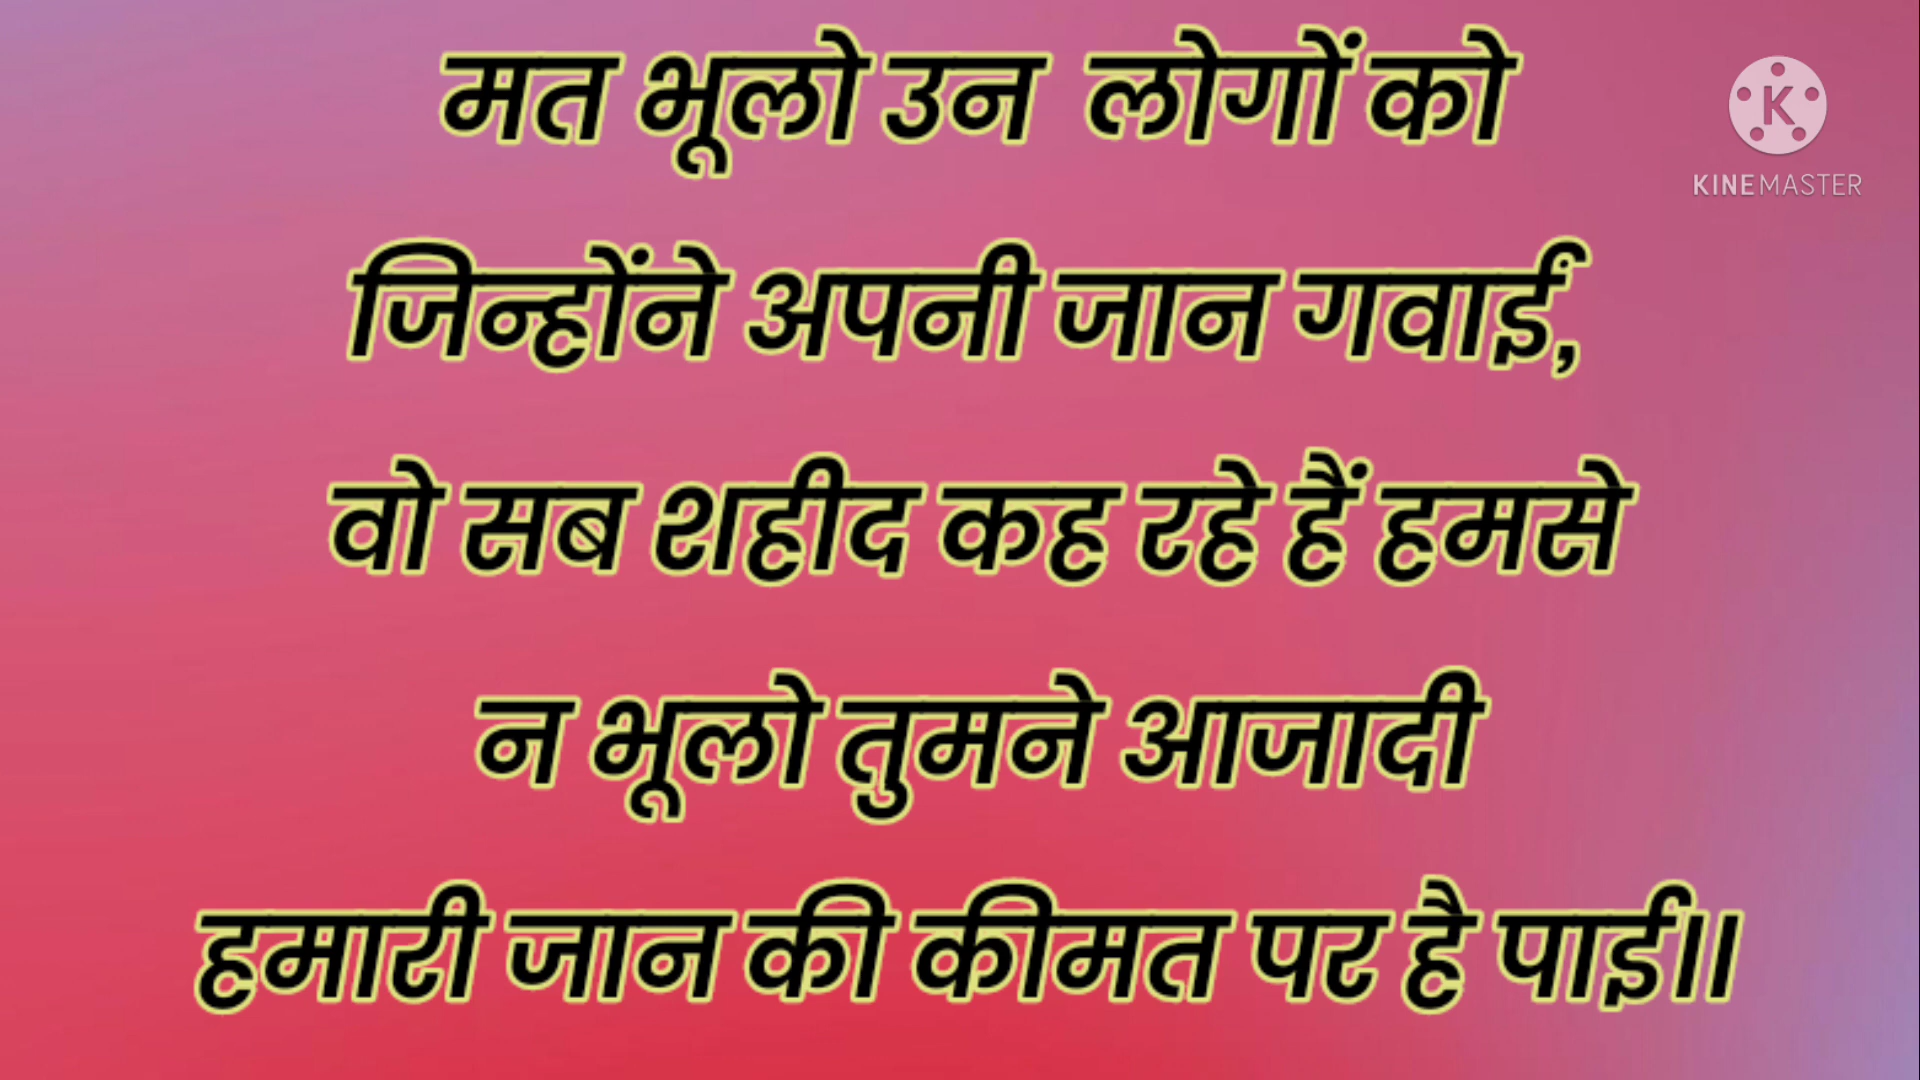 मत भूलो उन लोगों को
KINEMASTER
जिन्होंने अपनी जान गवाई,
वो सब शहीद कह रहे हैं हमसे
न भूलो तुमने आजादी
हमारी जान की कीमत पर है पाई।।